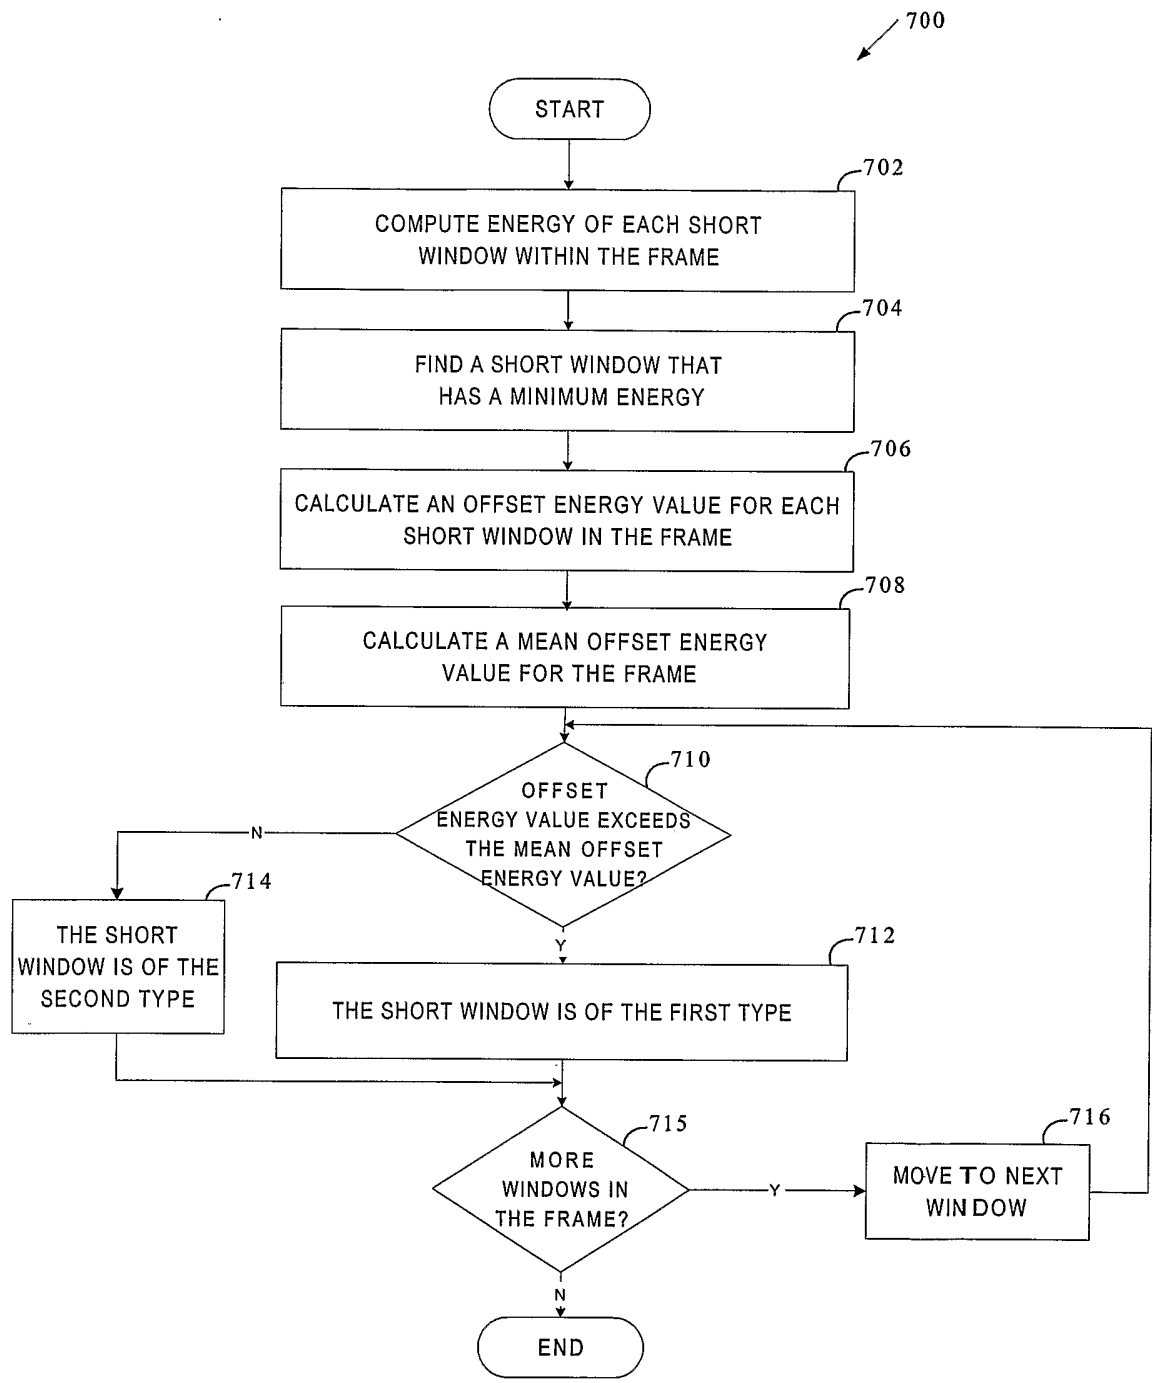 700
START
702
COMPUTE ENERGY OF EACH SHORT
WINDOW WITHIN THE FRAME
704
FIND A SHORT WINDOW THAT
HAS A MINIMUM ENERGY
706
CALCULATE AN OFFSET ENERGY VALUE FOR EACH
SHORT WINDOW IN THE FRAME
708
CALCULATE A MEAN OFFSET ENERGY
VALUE FOR THE FRAME
710
OFFSET
ENERGY VALUE EXCEEDS
THE MEAN OFFSET
ENERGY VALUE?
N
714
THE SHORT
WINDOW IS OF THE
SECOND TYPE
Y
712
THE SHORT WINDOW IS OF THE FIRST TYPE
715
MORE
WINDOWS IN
THE FRAME?
Y
716
MOVE TO NEXT
WINDOW
N
END